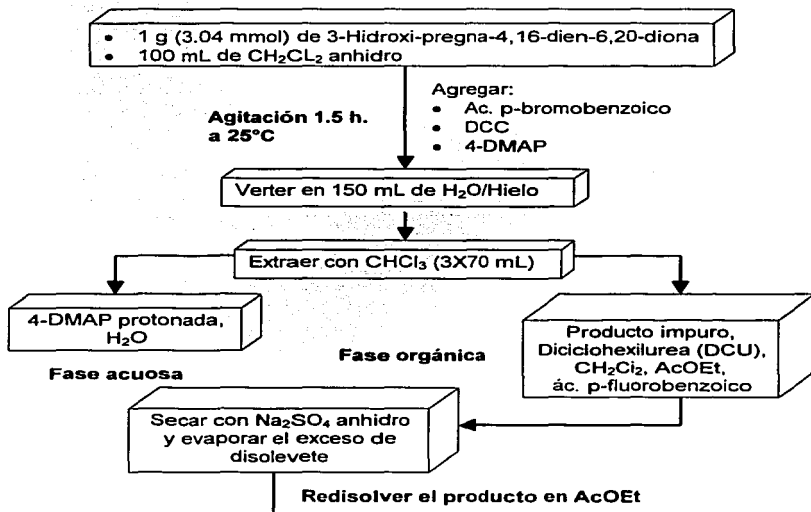 • 1 g (3.04 mmol) de 3-Hidroxi-pregna-4,16-dien-6,20-diona
• 100 mL de CH₂CL₂ anhidro
Agitación 1.5 h.
a 25°C
Agregar:
• Ac. p-bromobenzoico
• DCC
• 4-DMAP
Verter en 150 mL de H₂O/Hielo
Extraer con CHCl₃ (3X70 mL)
4-DMAP protonada,
H₂O
Fase acuosa
Fase orgánica
Producto impuro,
Diciclohexilurea (DCU),
CH₂Cl₂, AcOEt,
ác. p-fluorobenzoico
Secar con Na₂SO₄ anhidro
y evaporar el exceso de
disolevete
Redisolver el producto en AcOEt